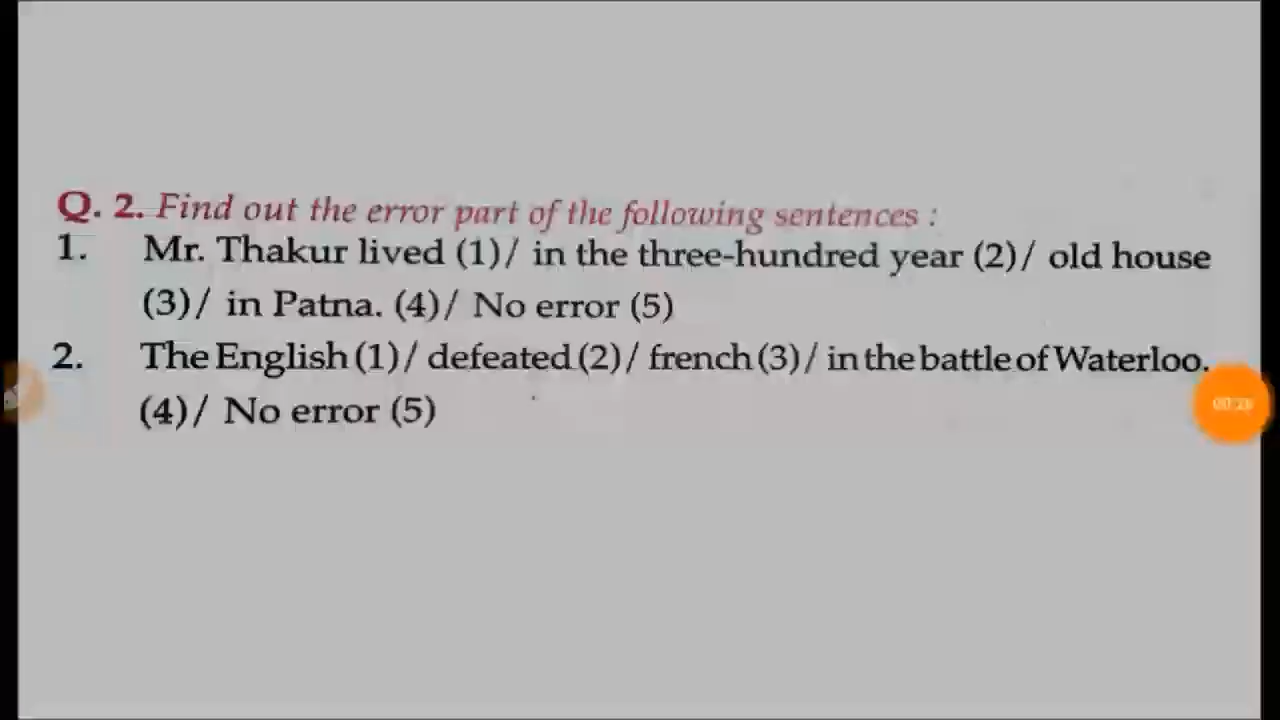 Q. 2. Find out the error part of the following sentences :
1. Mr. Thakur lived (1)/ in the three-hundred year (2)/ old house
(3)/ in Patna. (4)/ No error (5)
2. The English (1)/ defeated (2)/ french (3)/ in the battle of Waterloo.
(4)/ No error (5)